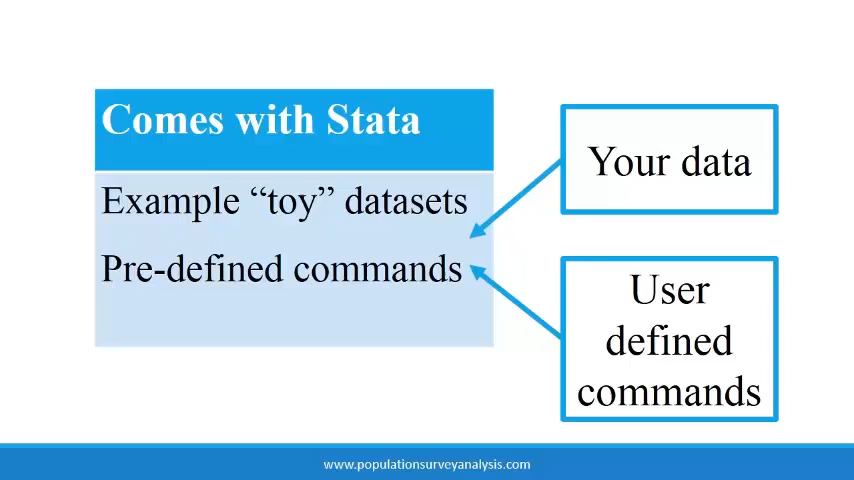 Comes with Stata
Example “toy” datasets
Pre-defined commands
Your data
User
defined
commands
www.populationsurveyanalysis.com